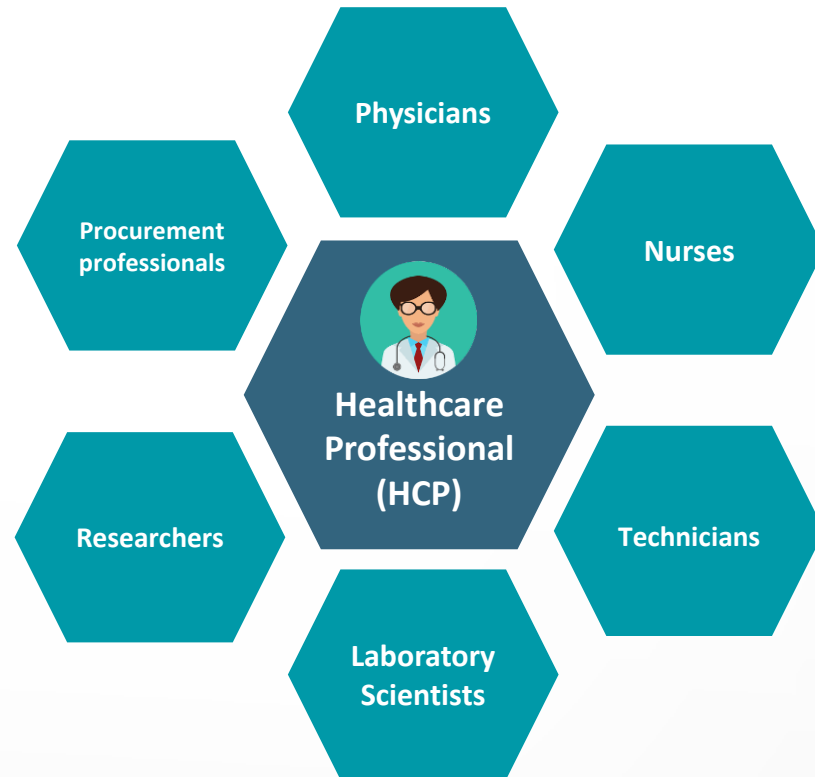 Physicians
Procurement
professionals
Nurses
Healthcare
Professional
(HCP)
Researchers
Technicians
Laboratory
Scientists